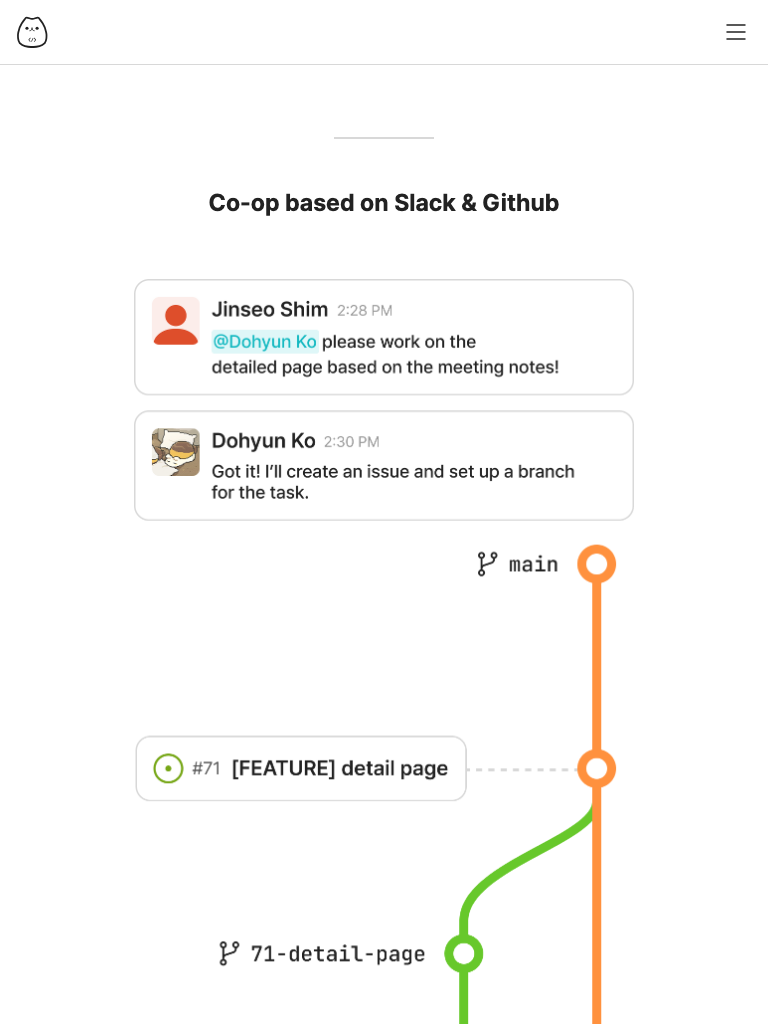 Co-op based on Slack & Github
Jinseo Shim 2:28 PM
@Dohyun Ko please work on the
detailed page based on the meeting notes!
Dohyun Ko 2:30 PM
Got it! I’ll create an issue and set up a branch
for the task.
main
#71 [FEATURE] detail page
71-detail-page